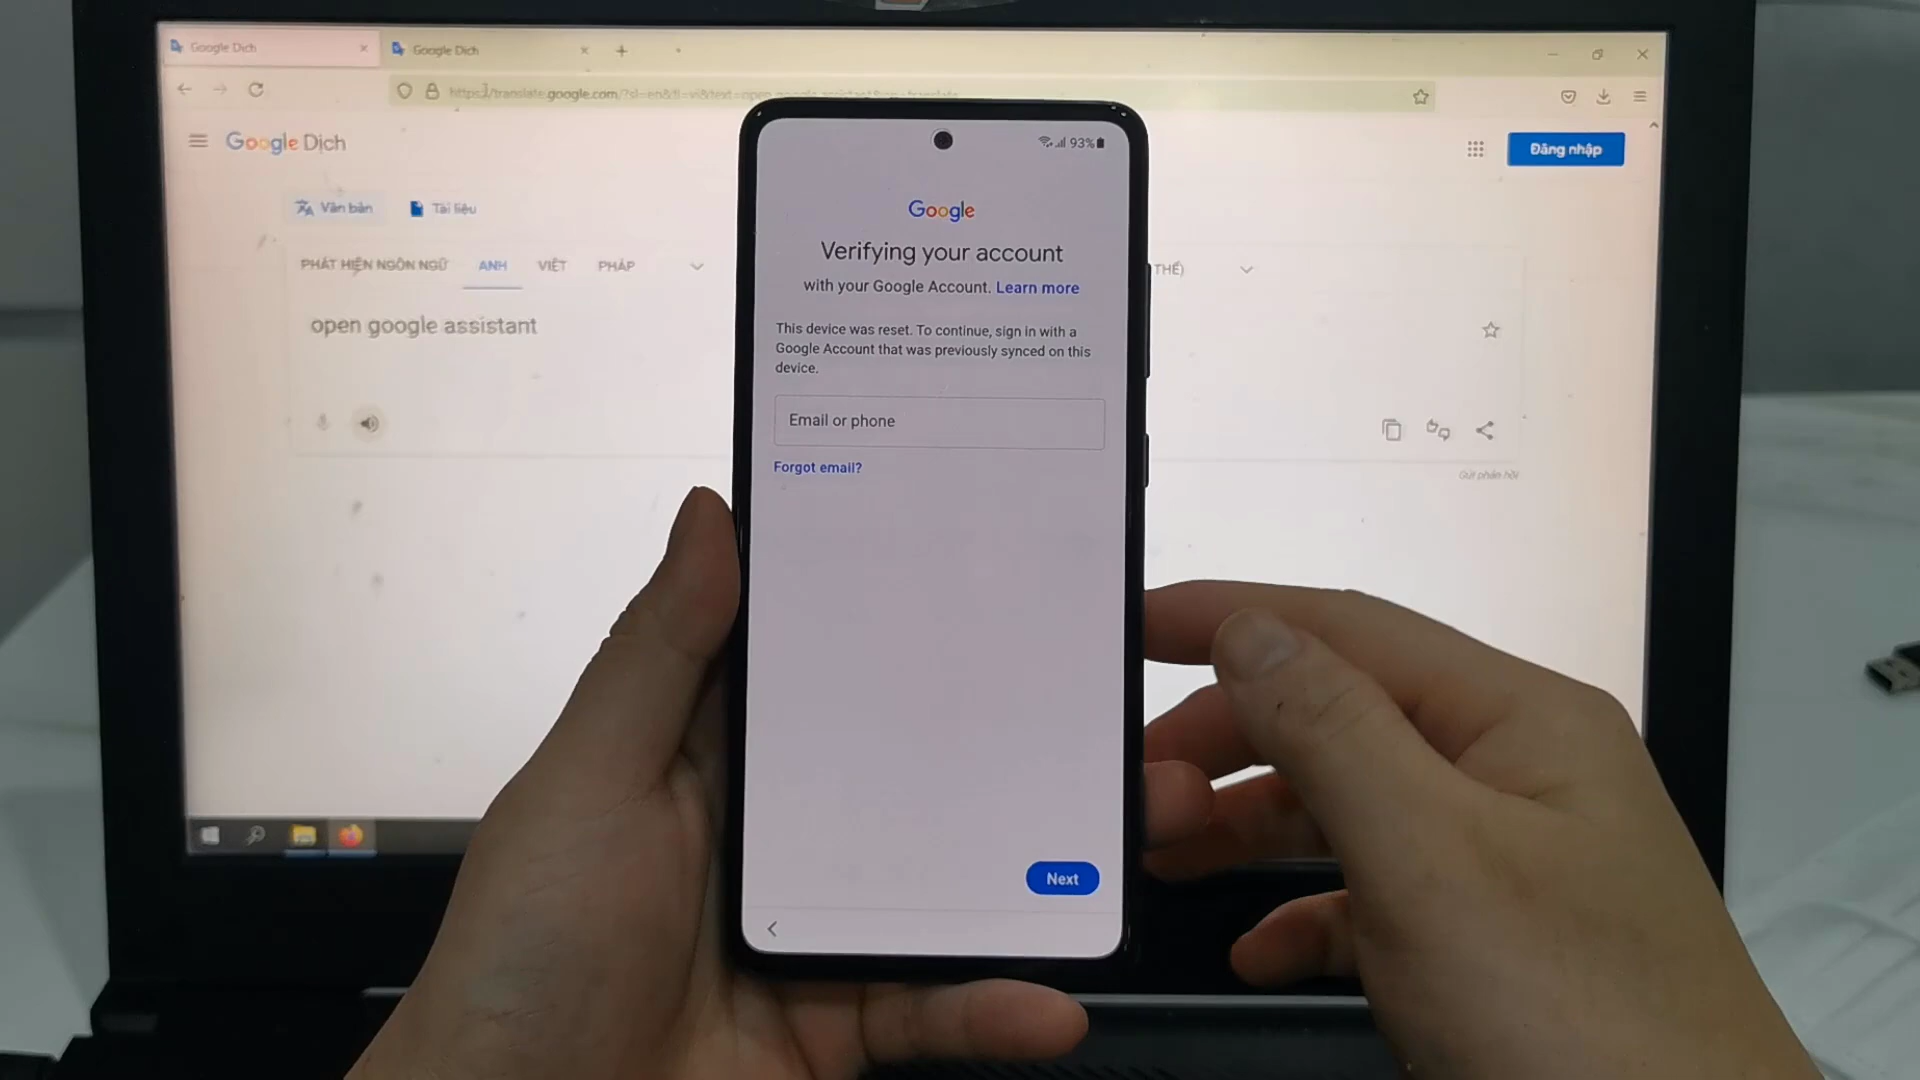 Google Dịch
Google Dịch
https://translate.google.com/?sl=en&tl=vi&text=open google assistant&op=translate
Google Dịch
Đăng nhập
Văn bản
Tài liệu
PHÁT HIỆN NGÔN NGỮ
ANH
VIỆT
PHÁP
THỂ)
open google assistant
Gửi phản hồi
93%
Google
Verifying your account
with your Google Account. Learn more
This device was reset. To continue, sign in with a
Google Account that was previously synced on this
device.
Email or phone
Forgot email?
Next